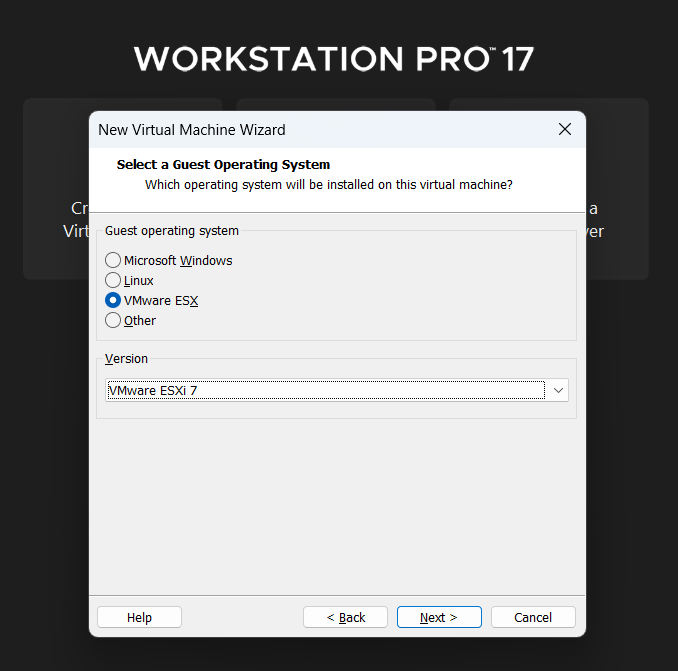 WORKSTATION PRO™ 17
New Virtual Machine Wizard
Select a Guest Operating System
Which operating system will be installed on this virtual machine?
Cr
a
Virt
ver
Guest operating system
Microsoft Windows
Linux
VMware ESX
Other
Version
VMware ESXi 7
Help
< Back
Next >
Cancel